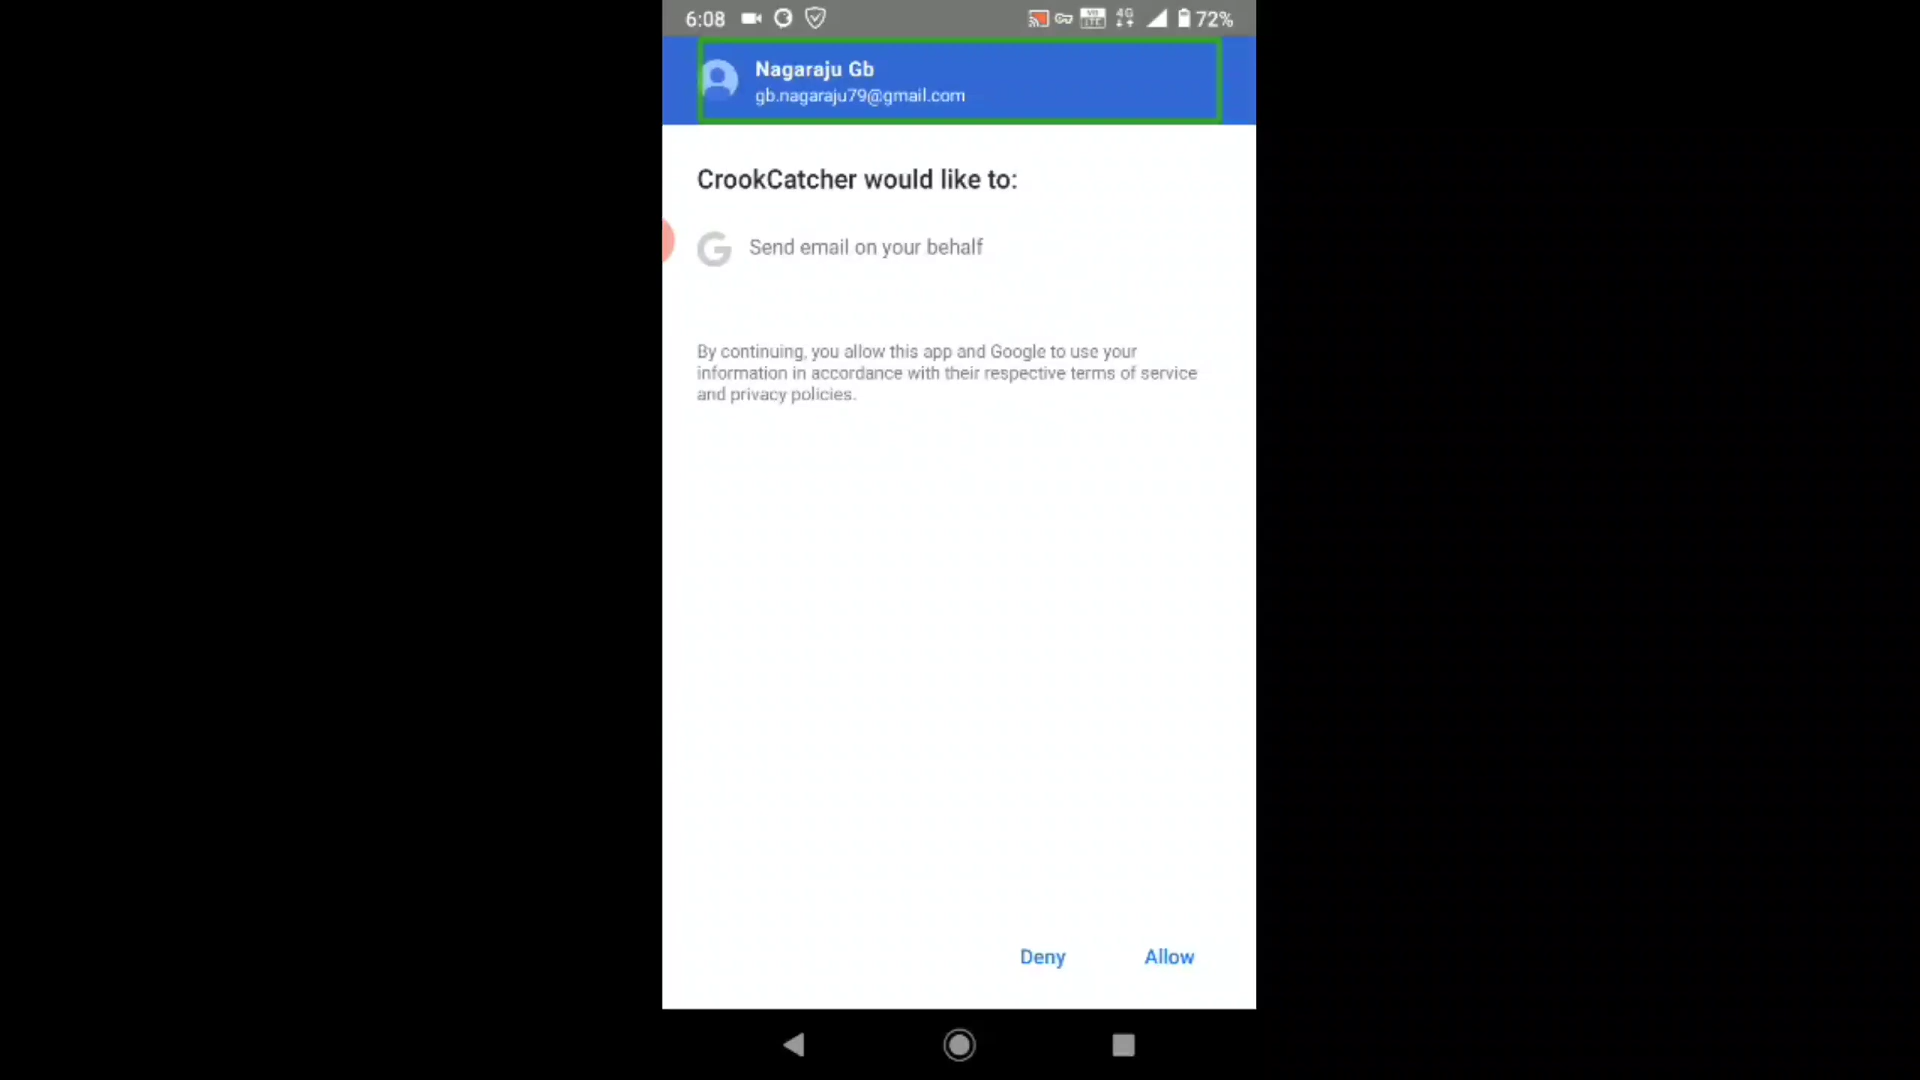 6:08
VoLTE 4G 72%
Nagaraju Gb
gb.nagaraju79@gmail.com
CrookCatcher would like to:
G Send email on your behalf
By continuing, you allow this app and Google to use your
information in accordance with their respective terms of service
and privacy policies.
Deny Allow